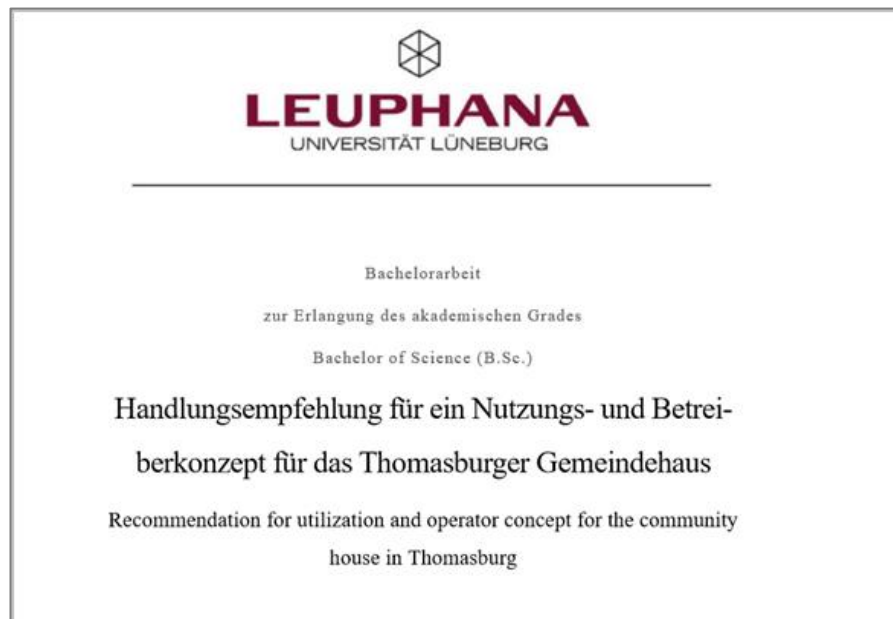 LEUPHANA
UNIVERSITÄT LÜNEBURG
Bachelorarbeit
zur Erlangung des akademischen Grades
Bachelor of Science (B.Sc.)
Handlungsempfehlung für ein Nutzungs- und Betrei-
berkonzept für das Thomasburger Gemeindehaus
Recommendation for utilization and operator concept for the community
house in Thomasburg